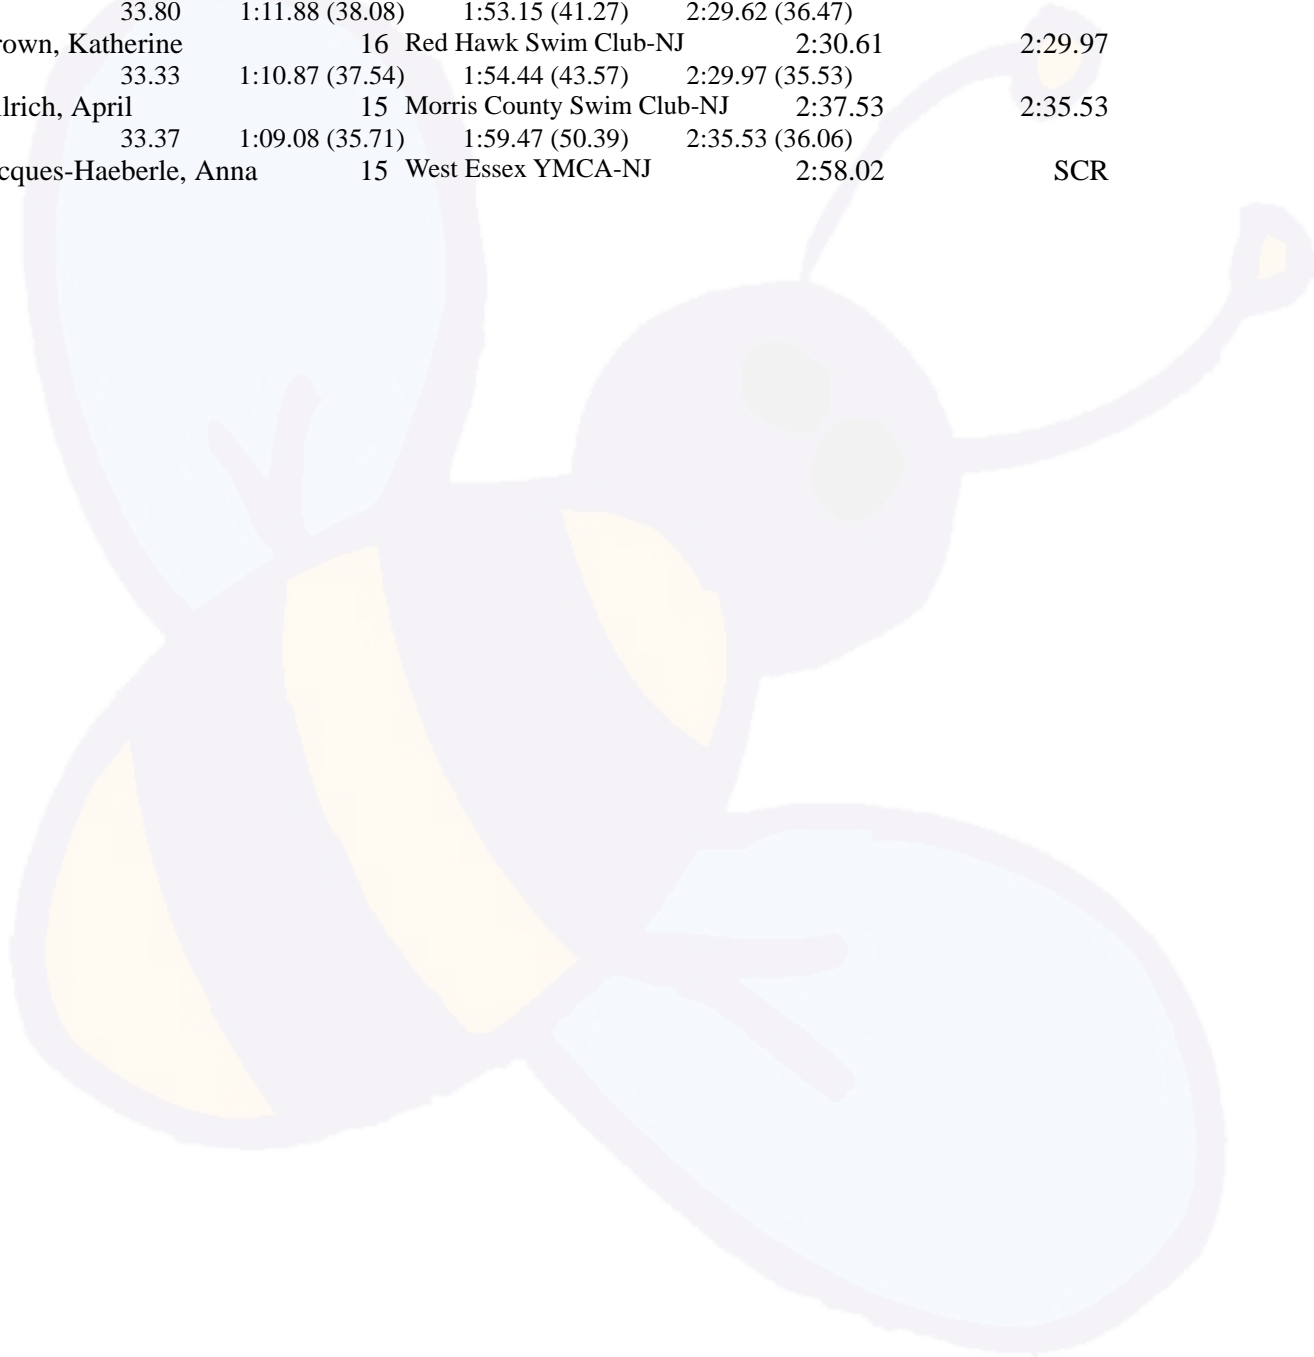 33.80 1:11.88 (38.08) 1:53.15 (41.27) 2:29.62 (36.47)
rown, Katherine 16 Red Hawk Swim Club-NJ 2:30.61 2:29.97
33.33 1:10.87 (37.54) 1:54.44 (43.57) 2:29.97 (35.53)
lrich, April 15 Morris County Swim Club-NJ 2:37.53 2:35.53
33.37 1:09.08 (35.71) 1:59.47 (50.39) 2:35.53 (36.06)
cques-Haeberle, Anna 15 West Essex YMCA-NJ 2:58.02 SCR